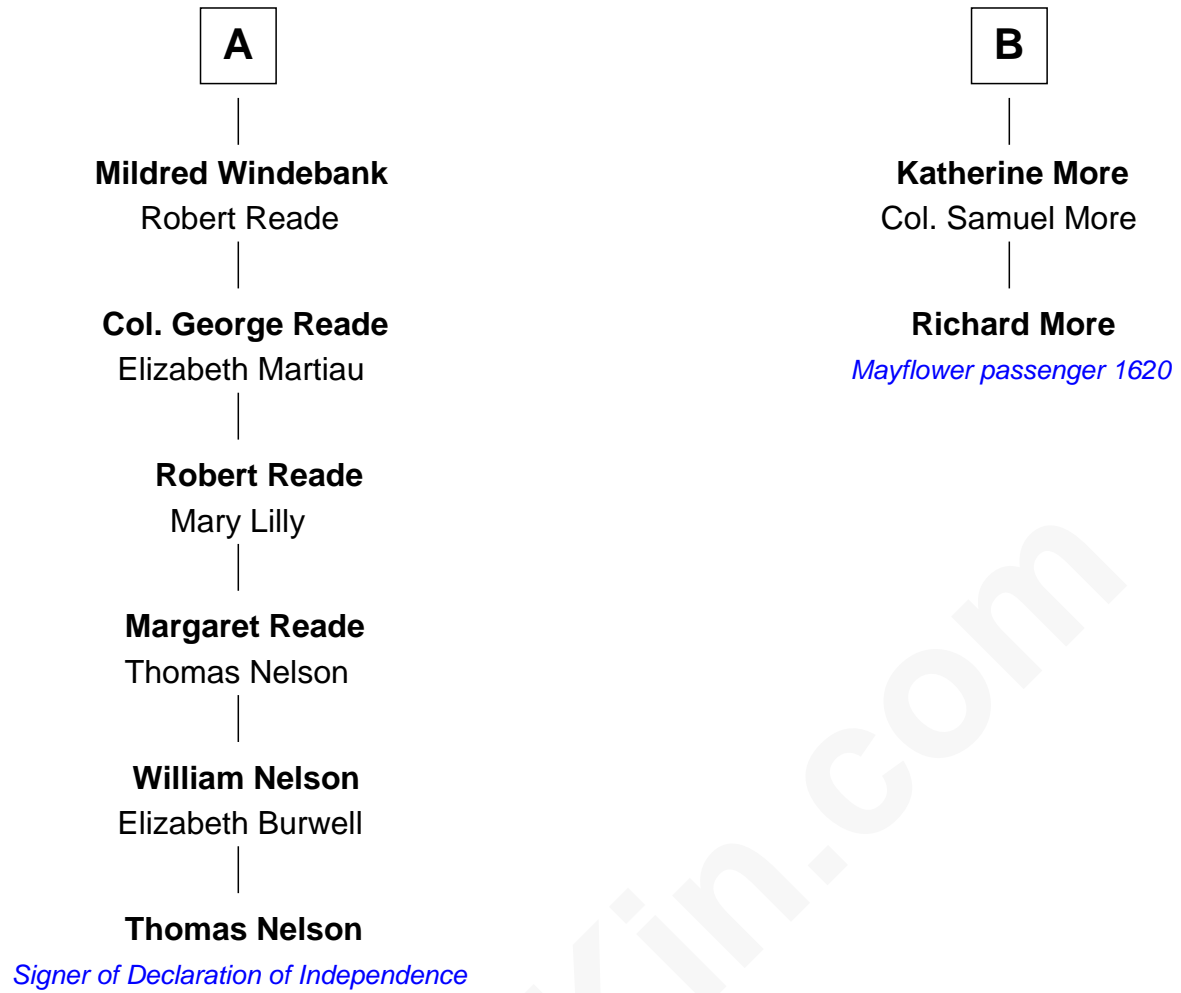 A
Mildred Windebank
Robert Reade
Col. George Reade
Elizabeth Martiau
Robert Reade
Mary Lilly
Margaret Reade
Thomas Nelson
William Nelson
Elizabeth Burwell
Thomas Nelson
Signer of Declaration of Independence
B
Katherine More
Col. Samuel More
Richard More
Mayflower passenger 1620
Kin.com